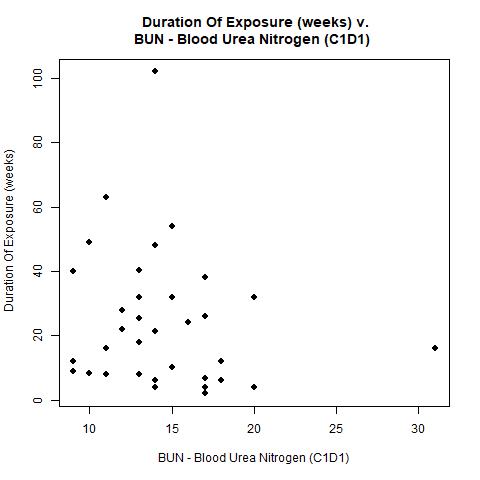 Duration Of Exposure (weeks) v.
BUN - Blood Urea Nitrogen (C1D1)
100
80
60
40
20
0
Duration Of Exposure (weeks)
10 15 20 25 30
BUN - Blood Urea Nitrogen (C1D1)